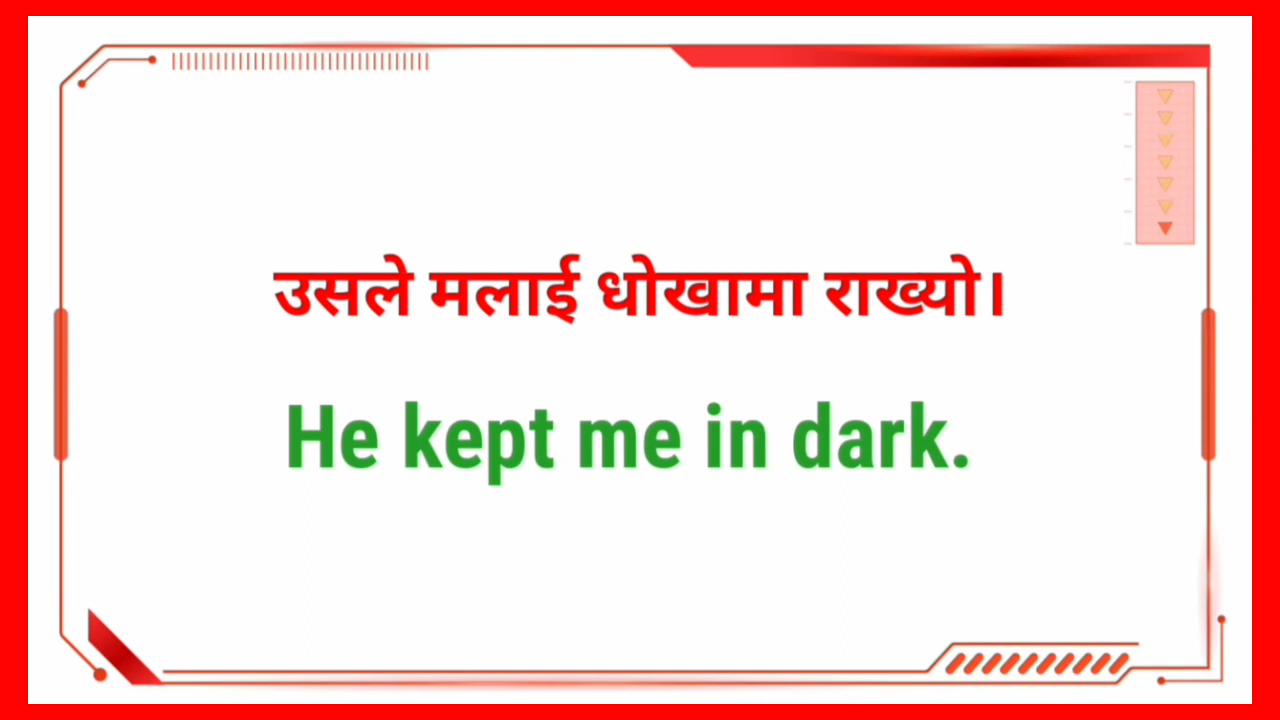 उसले मलाई धोखामा राख्यो।
He kept me in dark.